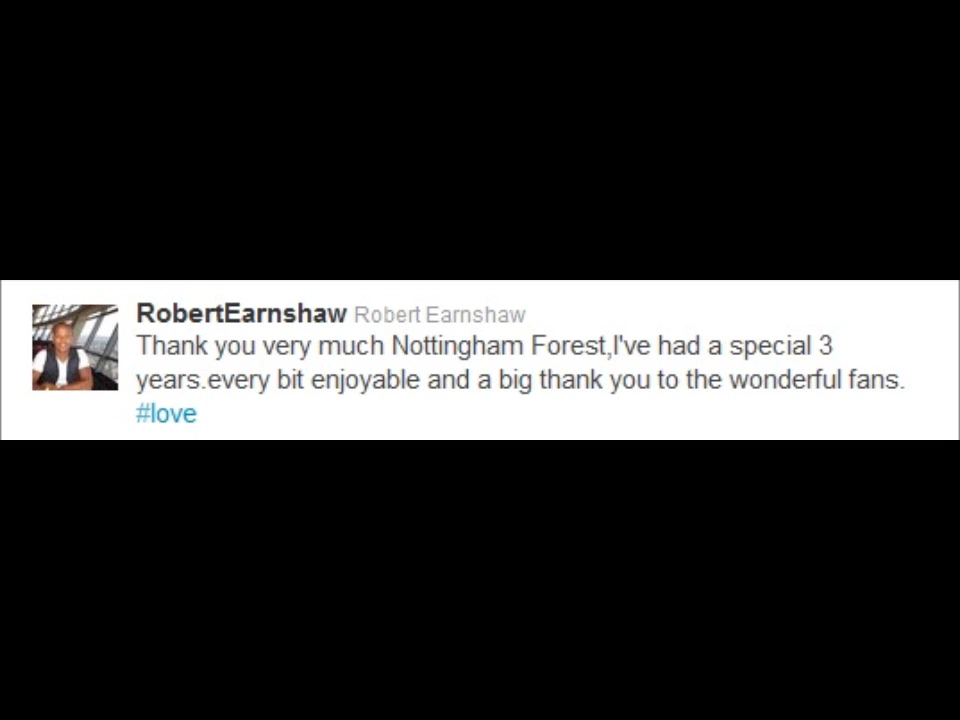 RobertEarnshaw Robert Earnshaw
Thank you very much Nottingham Forest,I've had a special 3
years.every bit enjoyable and a big thank you to the wonderful fans.
#love